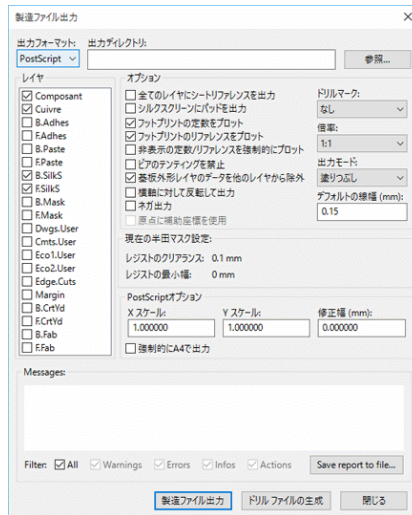 製造ファイル出力
出力フォーマット: 出力ディレクトリ:
PostScript 参照...
レイヤ
Composant
Cuivre
B.Adhes
F.Adhes
B.Paste
F.Paste
B.SilkS
F.SilkS
B.Mask
F.Mask
Dwgs.User
Cmts.User
Eco1.User
Eco2.User
Edge.Cuts
Margin
B.CrtYd
F.CrtYd
B.Fab
F.Fab
オプション
全てのレイヤにシートリファレンスを出力
シルクスクリーンにパッドを出力
フットプリントの定数をプロット
フットプリントのリファレンスをプロット
非表示の定数/リファレンスを強制的にプロット
ビアのテンティングを禁止
基板外形レイヤのデータを他のレイヤから除外
横軸に対して反転して出力
ネガ出力
原点に補助座標を使用
ドリルマーク:
なし
倍率:
1:1
出力モード:
塗りつぶし
デフォルトの線幅 (mm):
0.15
現在の半田マスク設定:
レジストのクリアランス: 0.1 mm
レジストの最小幅: 0 mm
PostScriptオプション
X スケール: Y スケール: 修正幅 (mm):
1.000000 1.000000 0.000000
強制的にA4で出力
Messages:
Filter: All Warnings Errors Infos Actions Save report to file...
製造ファイル出力 ドリル ファイルの生成 閉じる